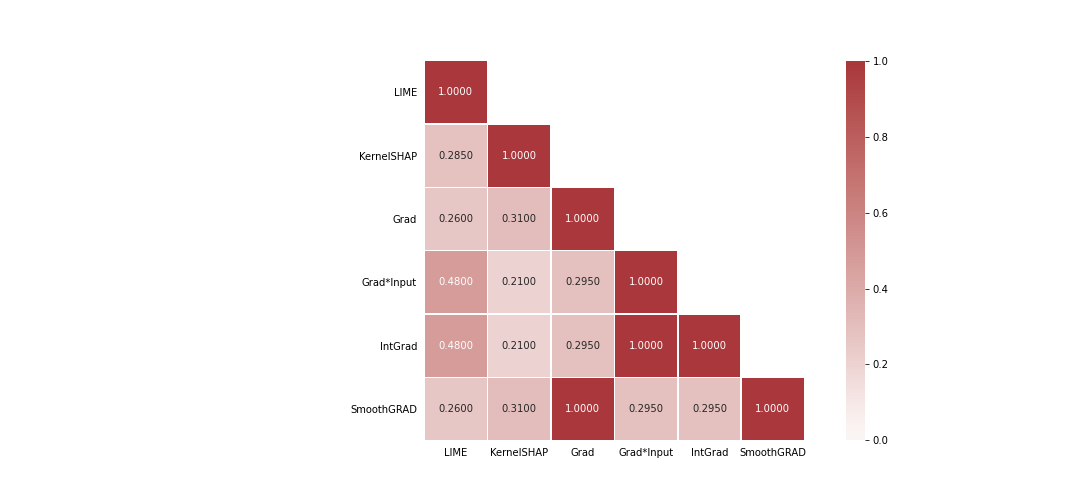 LIME 1.0000
KernelSHAP 0.2850 1.0000
Grad 0.2600 0.3100 1.0000
Grad*Input 0.4800 0.2100 0.2950 1.0000
IntGrad 0.4800 0.2100 0.2950 1.0000 1.0000
SmoothGRAD 0.2600 0.3100 1.0000 0.2950 0.2950 1.0000
LIME KernelSHAP Grad Grad*Input IntGrad SmoothGRAD
1.0
0.8
0.6
0.4
0.2
0.0